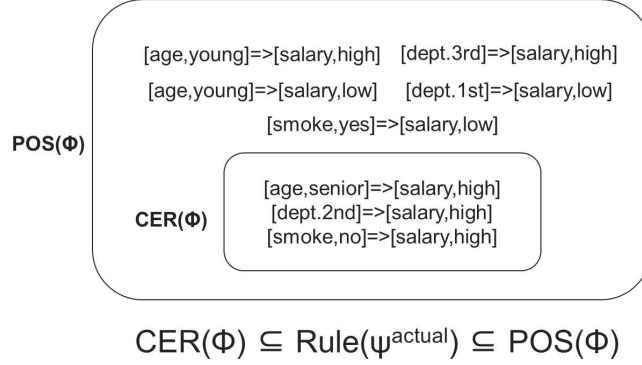 [age,young]=>[salary,high] [dept.3rd]=>[salary,high]
[age,young]=>[salary,low] [dept.1st]=>[salary,low]
[smoke,yes]=>[salary,low]
POS(Φ)
[age,senior]=>[salary,high]
[dept.2nd]=>[salary,high]
CER(Φ)
[smoke,no]=>[salary,high]
CER(Φ) ⊆ Rule(ψ^actual) ⊆ POS(Φ)